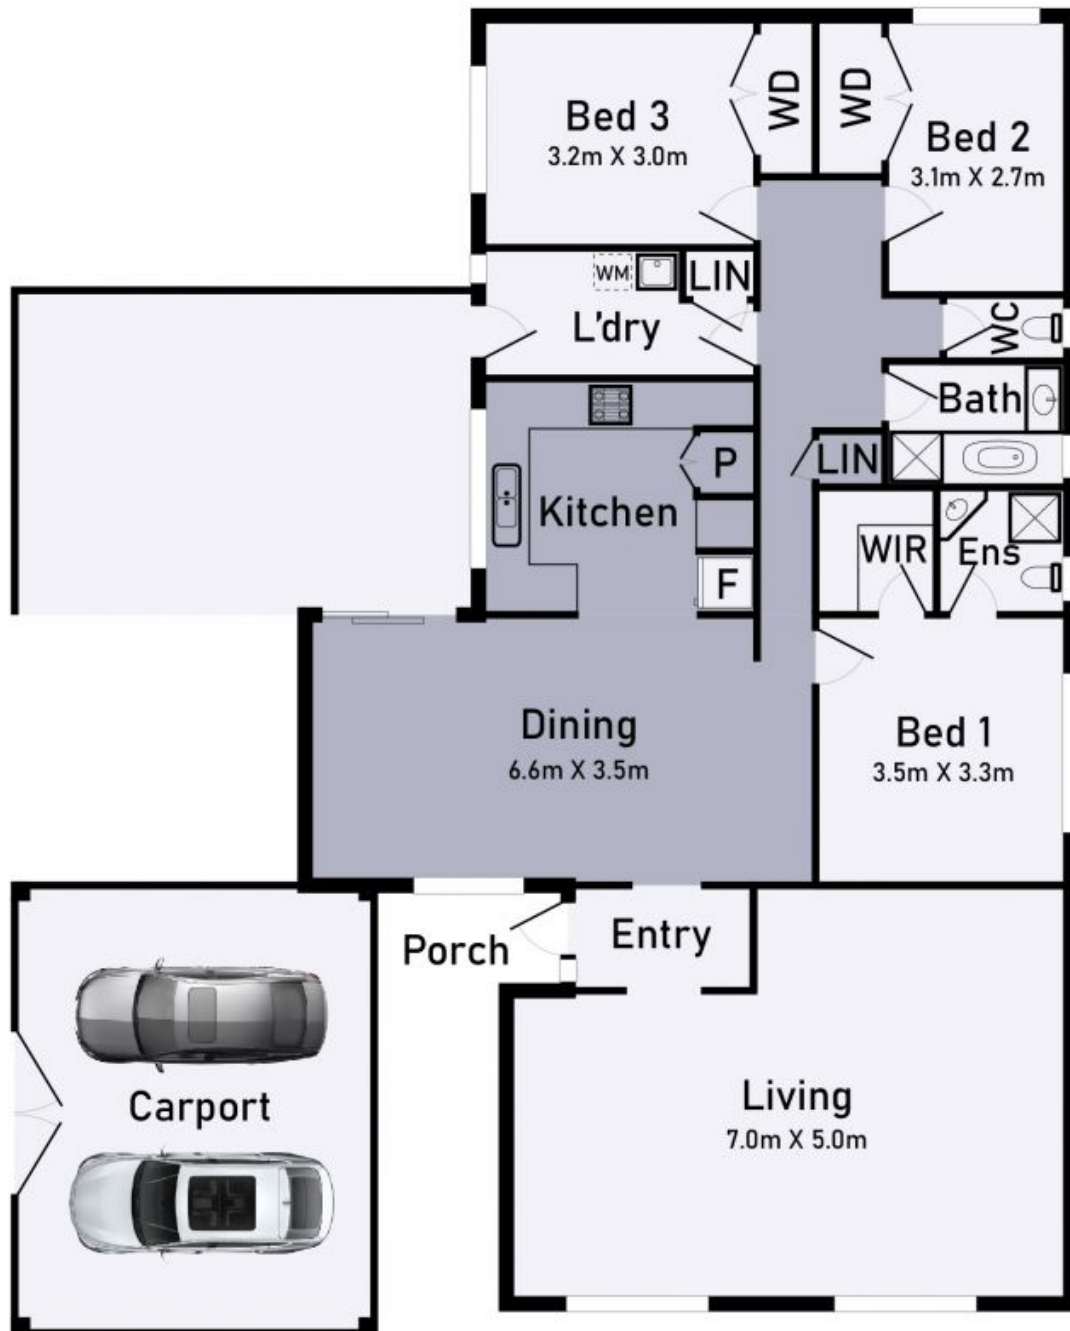 Bed 3
3.2m X 3.0m
WD
WD
Bed 2
3.1m X 2.7m
WM
LIN
L'dry
WC
Bath
LIN
P
Kitchen
F
WIR
Ens
Dining
6.6m X 3.5m
Bed 1
3.5m X 3.3m
Porch
Entry
Carport
Living
7.0m X 5.0m